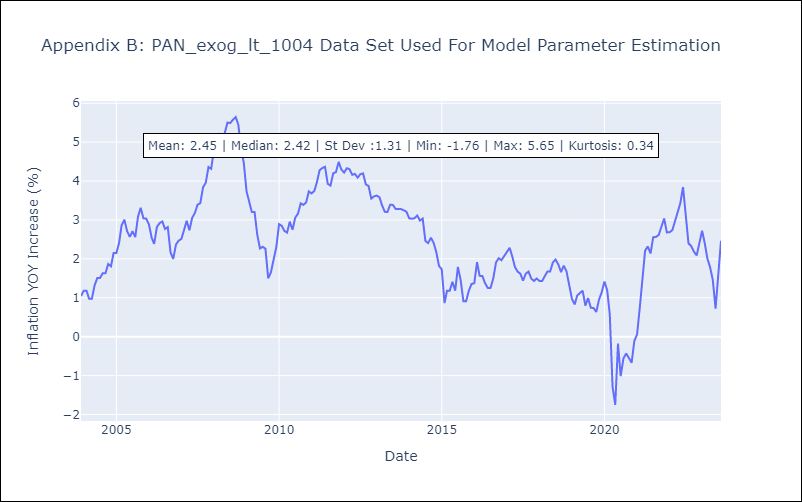 Appendix B: PAN_exog_lt_1004 Data Set Used For Model Parameter Estimation
6
Mean: 2.45 | Median: 2.42 | St Dev :1.31 | Min: -1.76 | Max: 5.65 | Kurtosis: 0.34
5
4
3
2
1
0
−1
−2
Inflation YOY Increase (%)
2005 2010 2015 2020
Date